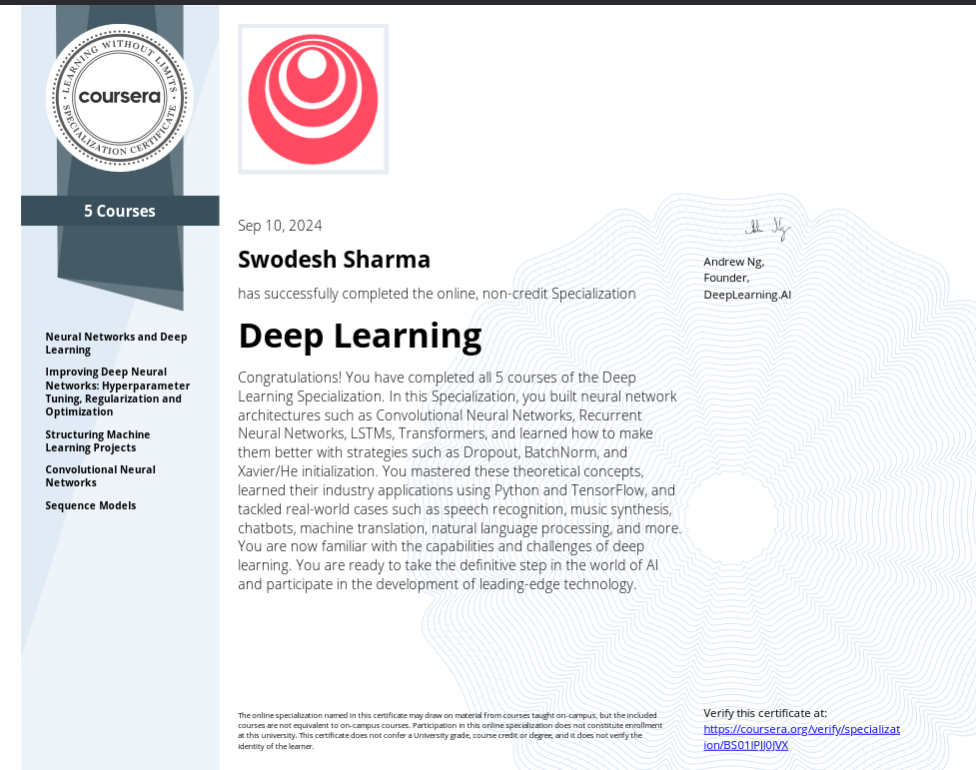 LEARNING WITHOUT LIMITS
coursera
SPECIALIZATION CERTIFICATE
5 Courses
Neural Networks and Deep
Learning
Improving Deep Neural
Networks: Hyperparameter
Tuning, Regularization and
Optimization
Structuring Machine
Learning Projects
Convolutional Neural
Networks
Sequence Models
Sep 10, 2024
Swodesh Sharma
has successfully completed the online, non-credit Specialization
Deep Learning
Congratulations! You have completed all 5 courses of the Deep
Learning Specialization. In this Specialization, you built neural network
architectures such as Convolutional Neural Networks, Recurrent
Neural Networks, LSTMs, Transformers, and learned how to make
them better with strategies such as Dropout, BatchNorm, and
Xavier/He initialization. You mastered these theoretical concepts,
learned their industry applications using Python and TensorFlow, and
tackled real-world cases such as speech recognition, music synthesis,
chatbots, machine translation, natural language processing, and more.
You are now familiar with the capabilities and challenges of deep
learning. You are ready to take the definitive step in the world of AI
and participate in the development of leading-edge technology.
Andrew Ng,
Founder,
DeepLearning.AI
The online specialization named in this certificate may draw on material from courses taught on-campus, but the included
courses are not equivalent to on-campus courses. Participation in this online specialization does not constitute enrollment
at this university. This certificate does not confer a University grade, course credit or degree, and it does not verify the
identity of the learner.
Verify this certificate at:
https://coursera.org/verify/specializat